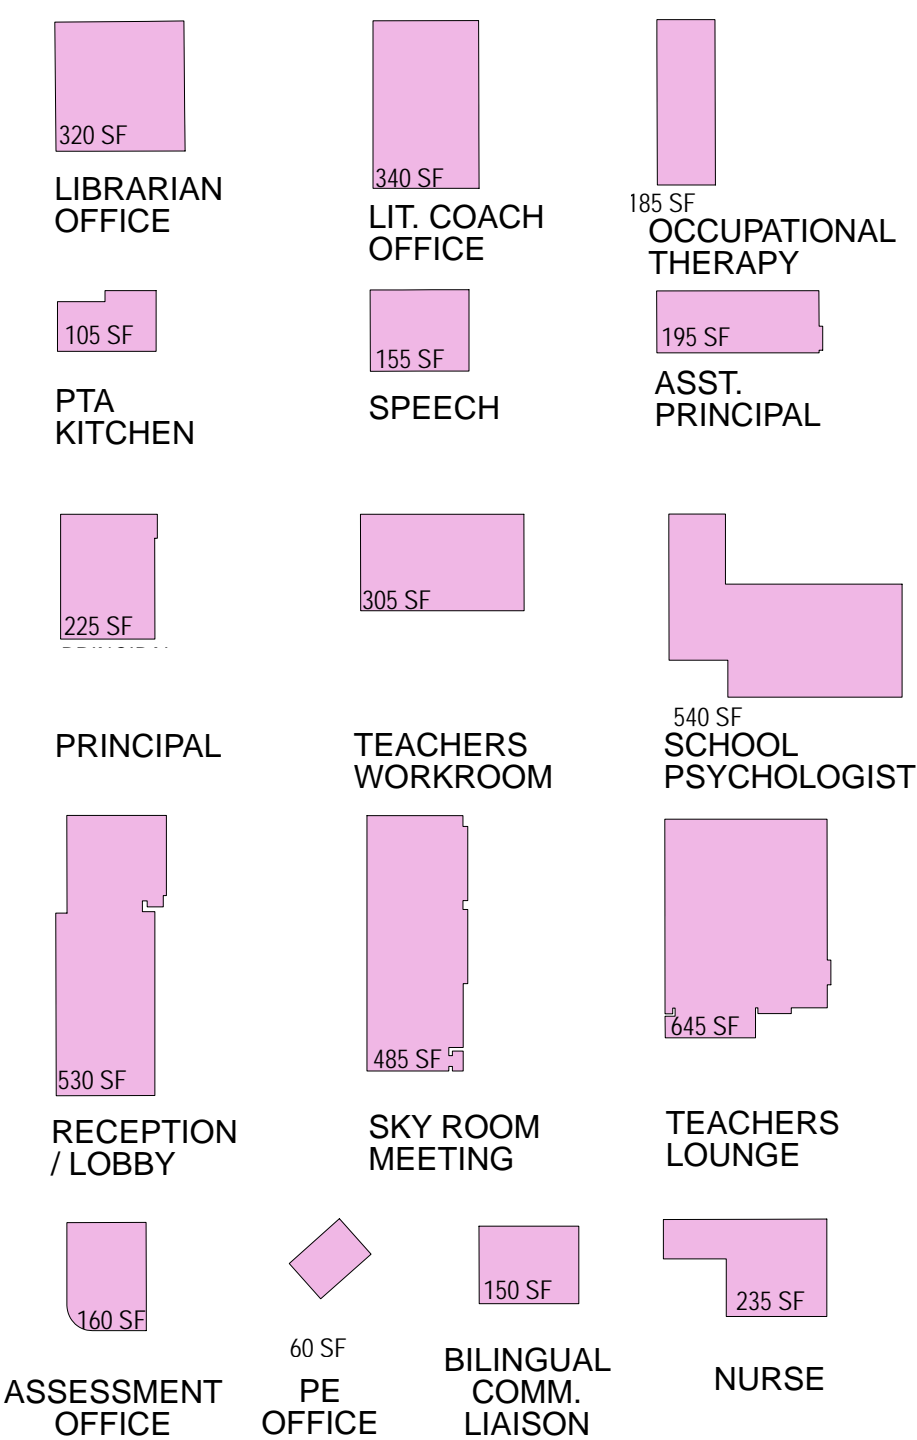 320 SF
LIBRARIAN
OFFICE
340 SF
LIT. COACH
OFFICE
185 SF
OCCUPATIONAL
THERAPY
105 SF
PTA
KITCHEN
155 SF
SPEECH
195 SF
ASST.
PRINCIPAL
225 SF
PRINCIPAL
305 SF
TEACHERS
WORKROOM
540 SF
SCHOOL
PSYCHOLOGIST
530 SF
RECEPTION
/ LOBBY
485 SF
SKY ROOM
MEETING
645 SF
TEACHERS
LOUNGE
160 SF
ASSESSMENT
OFFICE
60 SF
PE
OFFICE
150 SF
BILINGUAL
COMM.
LIAISON
235 SF
NURSE